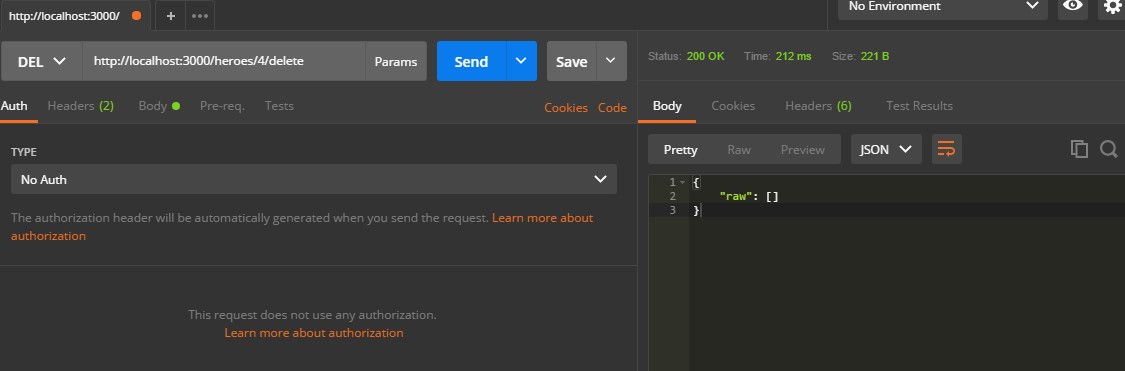 http://localhost:3000/
+
No Environment
DEL
http://localhost:3000/heroes/4/delete
Params
Send
Save
Status: 200 OK Time: 212 ms Size: 221 B
Auth Headers (2) Body Pre-req. Tests
Cookies Code
Body Cookies Headers (6) Test Results
Pretty Raw Preview JSON
TYPE
No Auth
The authorization header will be automatically generated when you send the request. Learn more about
authorization
This request does not use any authorization.
Learn more about authorization
1 {
2 "raw": []
3 }